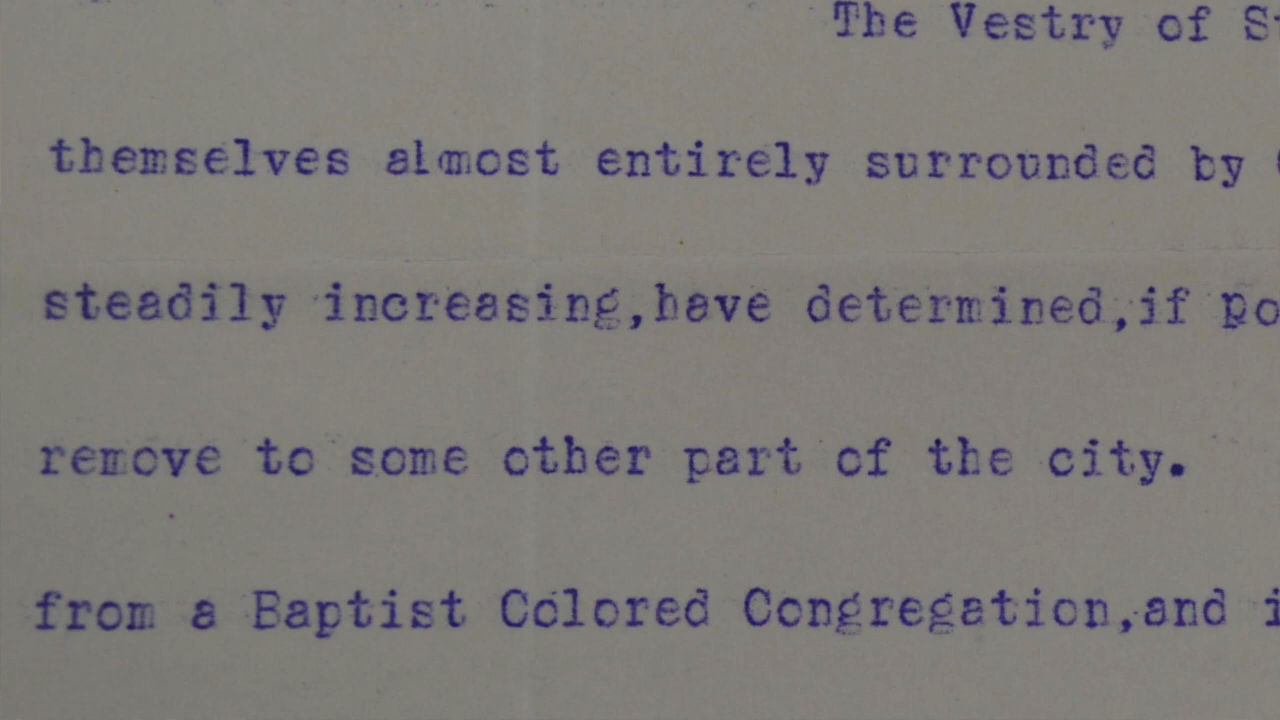 The Vestry of
themselves almost entirely surrounded by
steadily increasing,have determined,if
remove to some other part of the city.
from a Baptist Colored Congregation,and